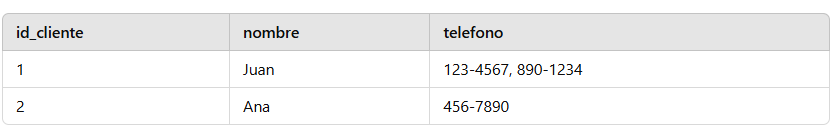 id_cliente nombre telefono
1 Juan 123-4567, 890-1234
2 Ana 456-7890